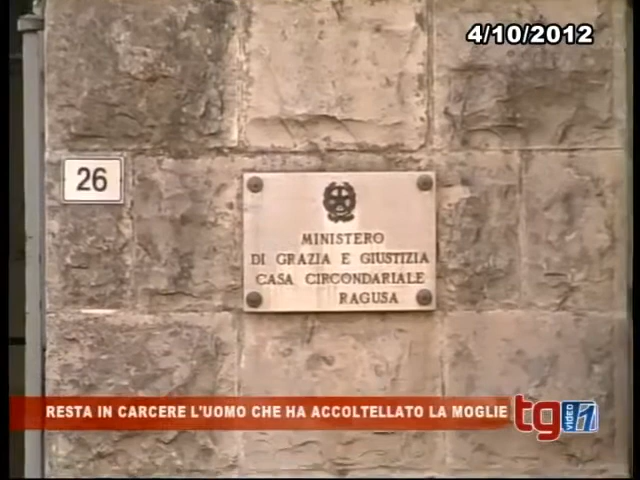 4/10/2012
26
MINISTERO
DI GRAZIA E GIUSTIZIA
CASA CIRCONDARIALE
RAGUSA
RESTA IN CARCERE L'UOMO CHE HA ACCOLTELLATO LA MOGLIE
tg VIDEO 1